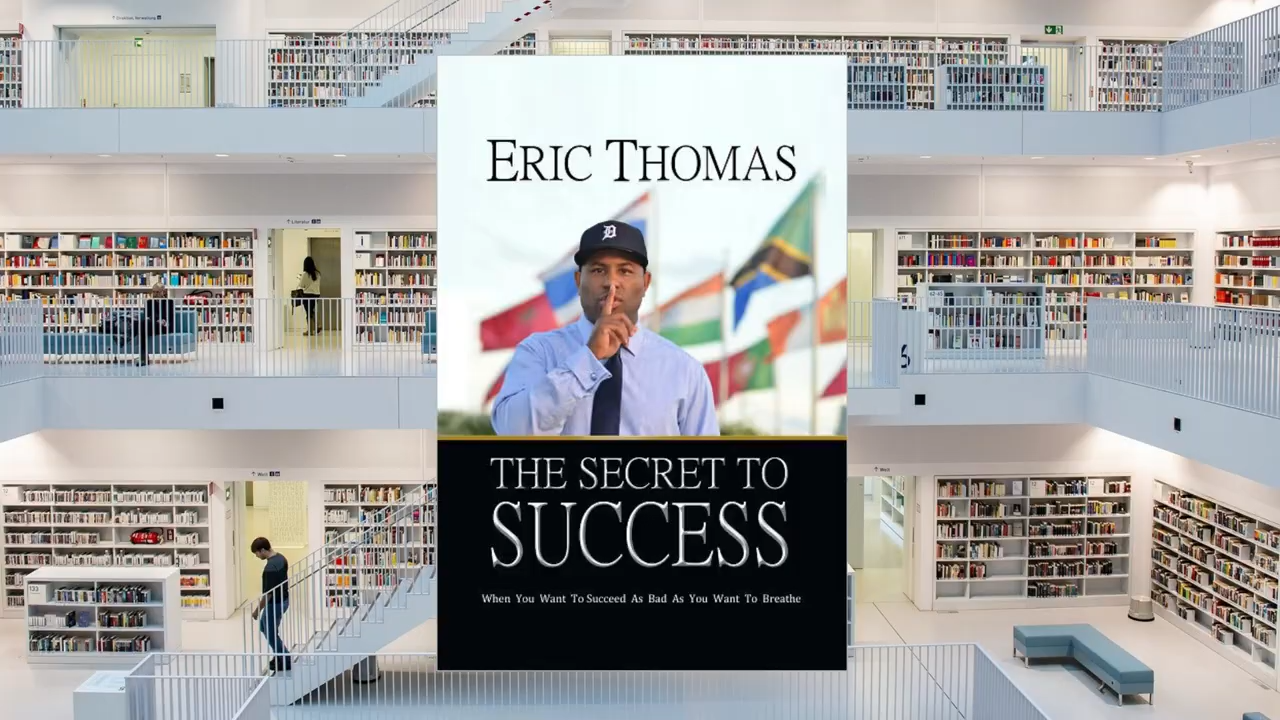 ERIC THOMAS
THE SECRET TO
SUCCESS
When You Want To Succeed As Bad As You Want To Breathe